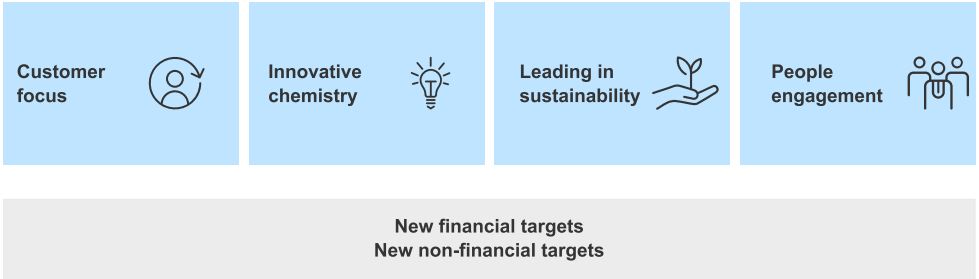 Customer
focus
Innovative
chemistry
Leading in
sustainability
People
engagement
New financial targets
New non-financial targets